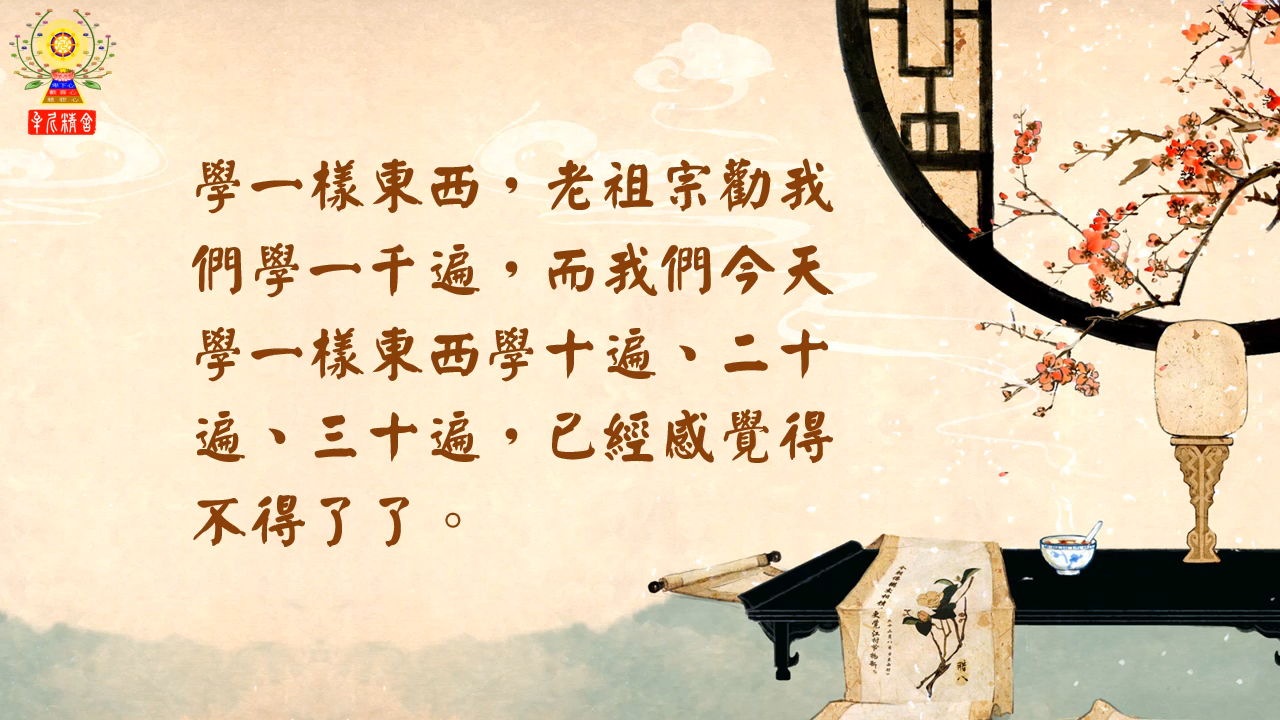 學一樣東西，老祖宗勸我
們學一千遍，而我們今天
學一樣東西學十遍、二十
遍、三十遍，已經感覺得
不得了了。
臘八